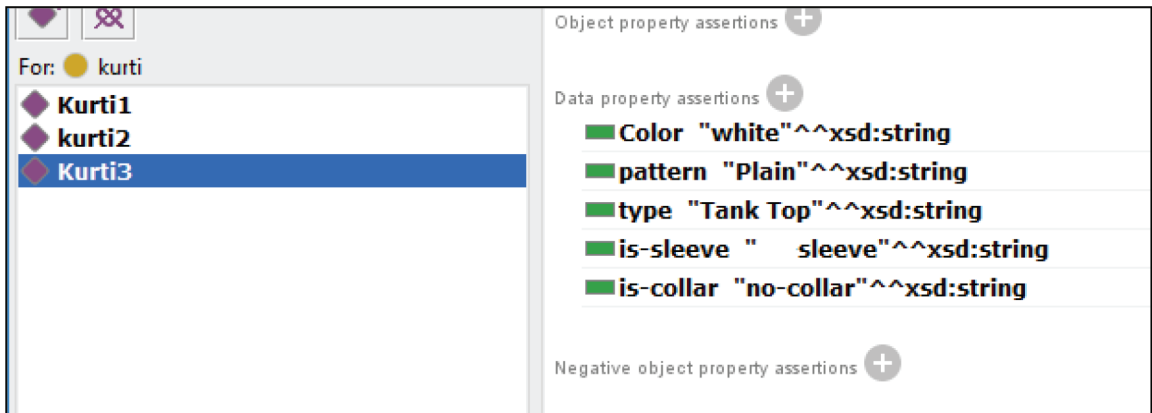 For: kurti
Kurti1
kurti2
Kurti3
Object property assertions
Data property assertions
Color "white"^^xsd:string
pattern "Plain"^^xsd:string
type "Tank Top"^^xsd:string
is-sleeve " sleeve"^^xsd:string
is-collar "no-collar"^^xsd:string
Negative object property assertions